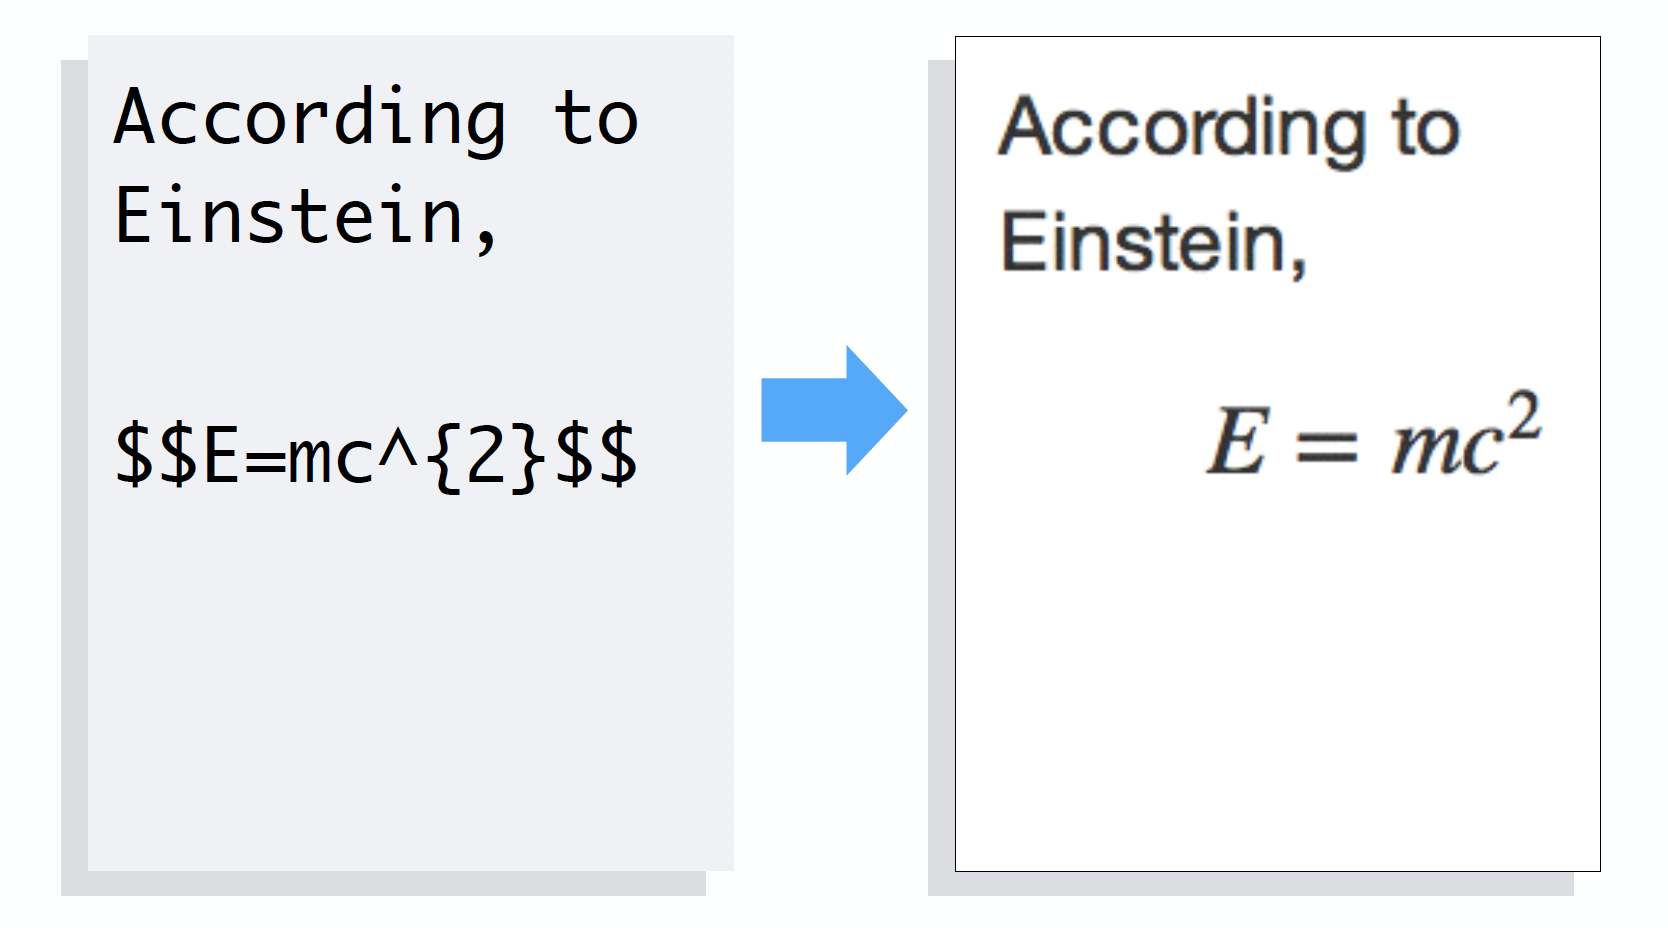 According to
Einstein,
$$E=mc^{2}$$
According to
Einstein,
E = mc²